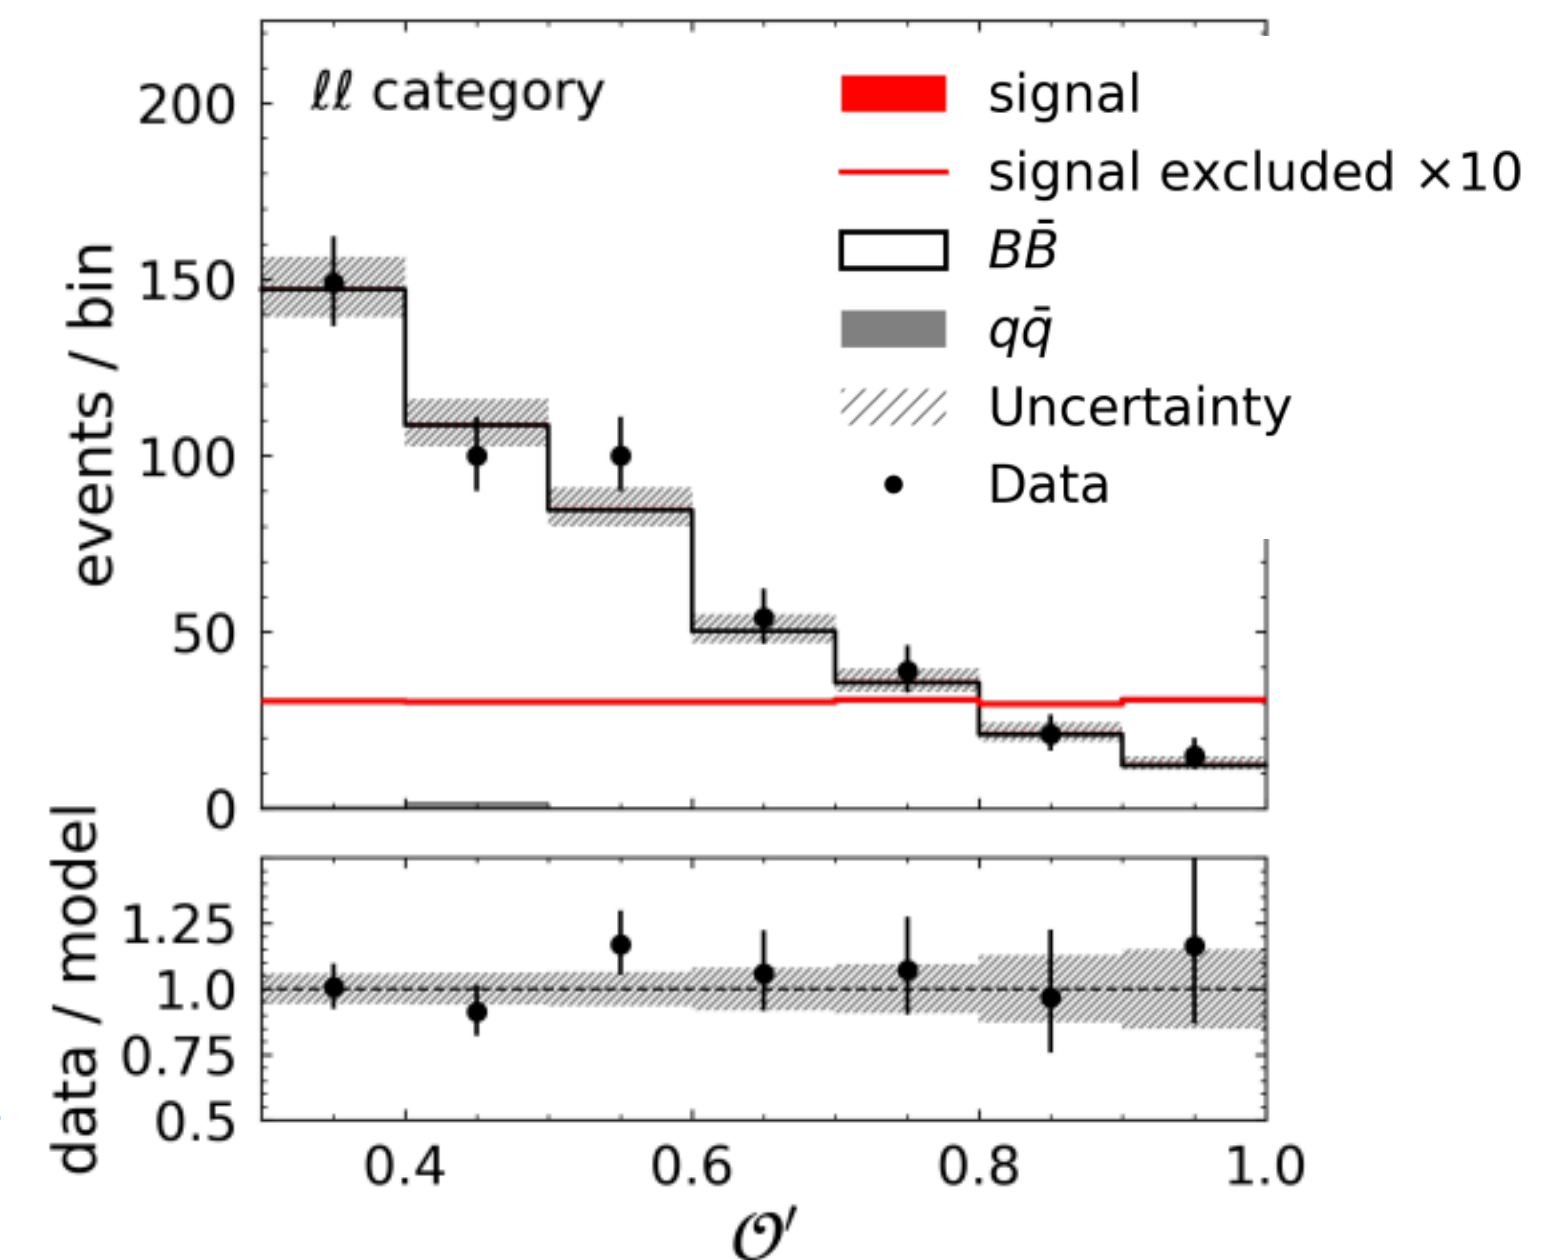 ℓℓ category
signal
signal excluded ×10
BB̄
qq̄
Uncertainty
Data
events / bin
200
150
100
50
0
data / model
1.25
1.0
0.75
0.5
0.4 0.6 0.8 1.0
𝒪′